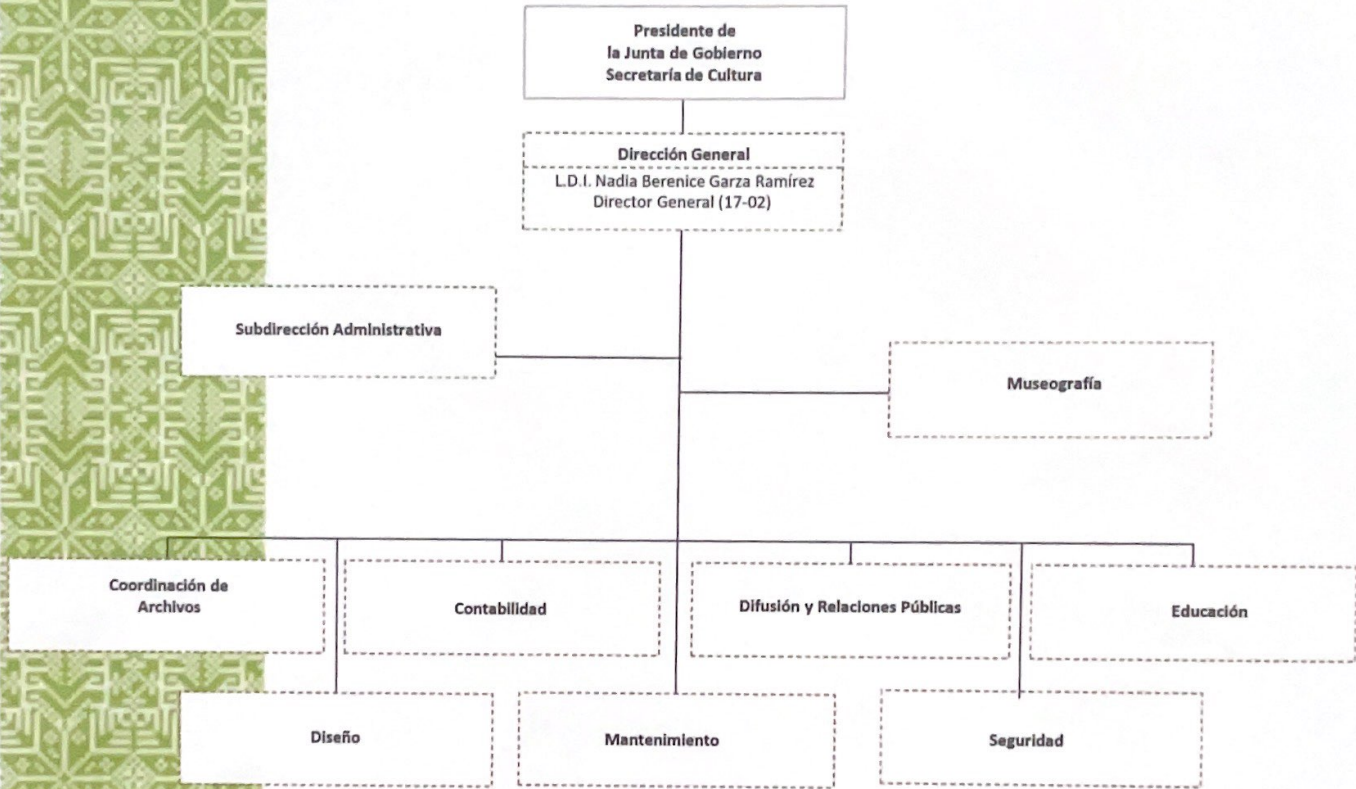 Presidente de
la Junta de Gobierno
Secretaría de Cultura
Dirección General
L.D.I. Nadia Berenice Garza Ramírez
Director General (17-02)
Subdirección Administrativa
Museografía
Coordinación de
Archivos
Contabilidad
Difusión y Relaciones Públicas
Educación
Diseño
Mantenimiento
Seguridad